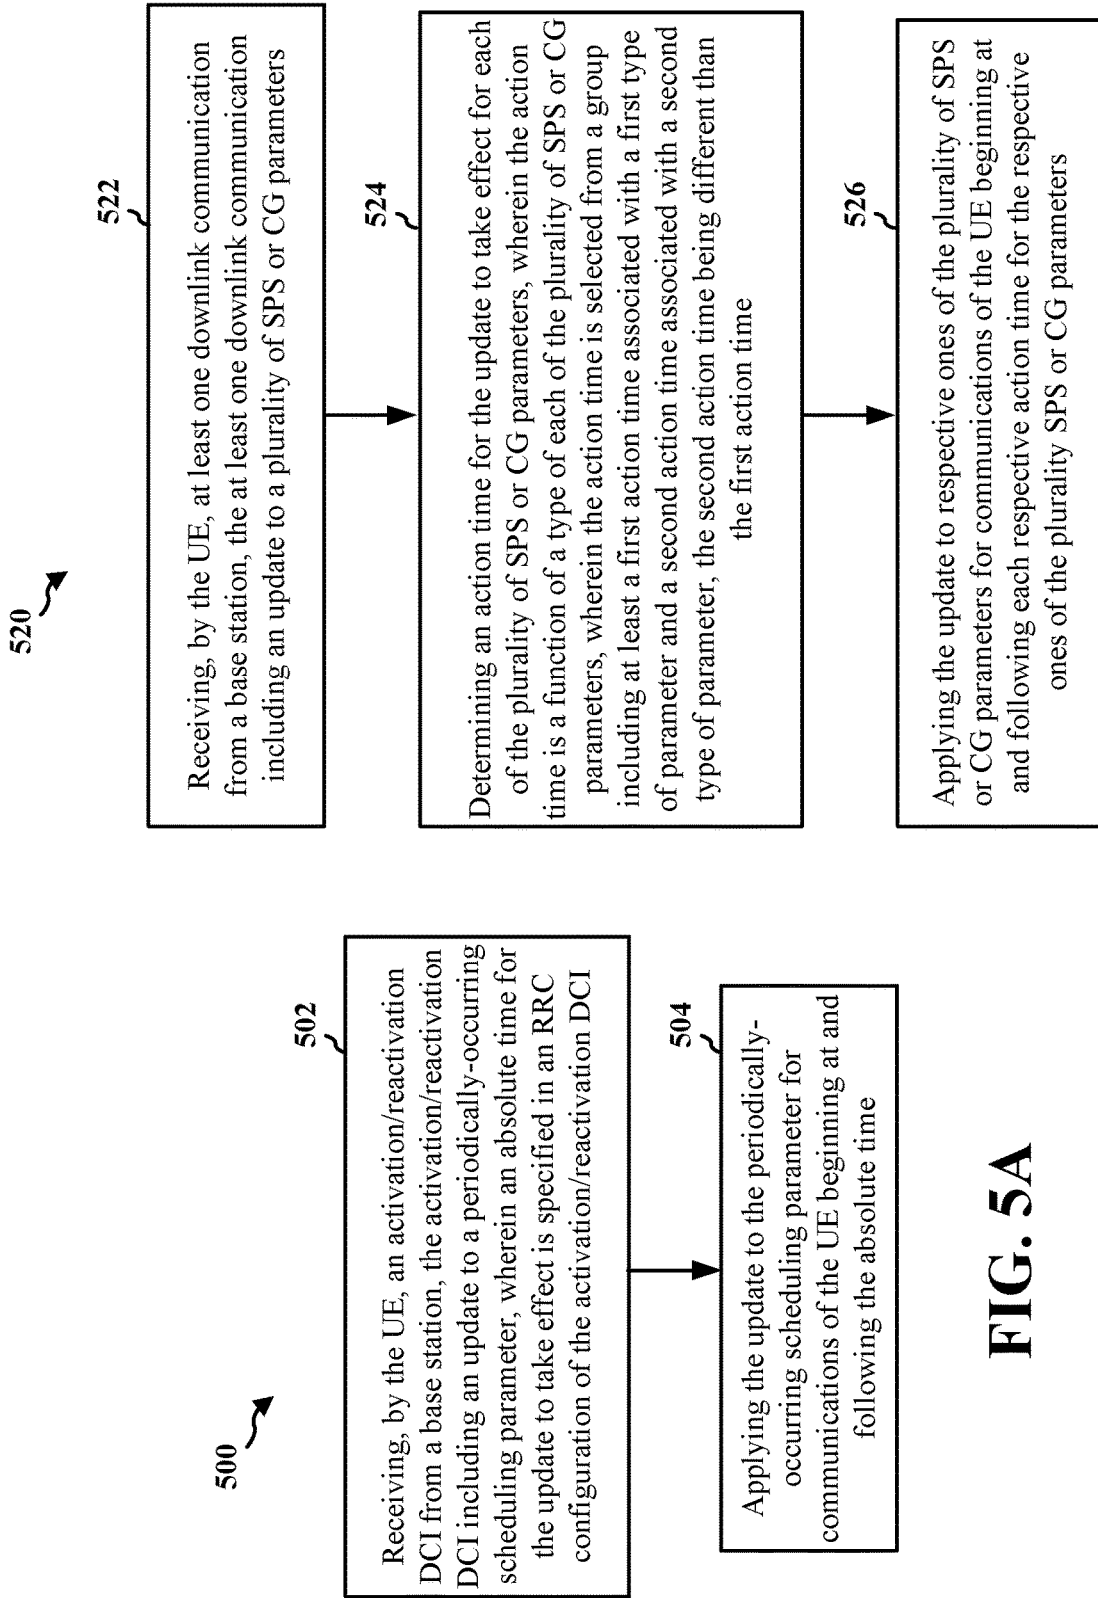 500
502
Receiving, by the UE, an activation/reactivation
DCI from a base station, the activation/reactivation
DCI including an update to a periodically-occurring
scheduling parameter, wherein an absolute time for
the update to take effect is specified in an RRC
configuration of the activation/reactivation DCI
504
Applying the update to the periodically-
occurring scheduling parameter for
communications of the UE beginning at and
following the absolute time
520
522
Receiving, by the UE, at least one downlink communication
from a base station, the at least one downlink communication
including an update to a plurality of SPS or CG parameters
524
Determining an action time for the update to take effect for each
of the plurality of SPS or CG parameters, wherein the action
time is a function of a type of each of the plurality of SPS or CG
parameters, wherein the action time is selected from a group
including at least a first action time associated with a first type
of parameter and a second action time associated with a second
type of parameter, the second action time being different than
the first action time
526
Applying the update to respective ones of the plurality of SPS
or CG parameters for communications of the UE beginning at
and following each respective action time for the respective
ones of the plurality SPS or CG parameters
FIG. 5A